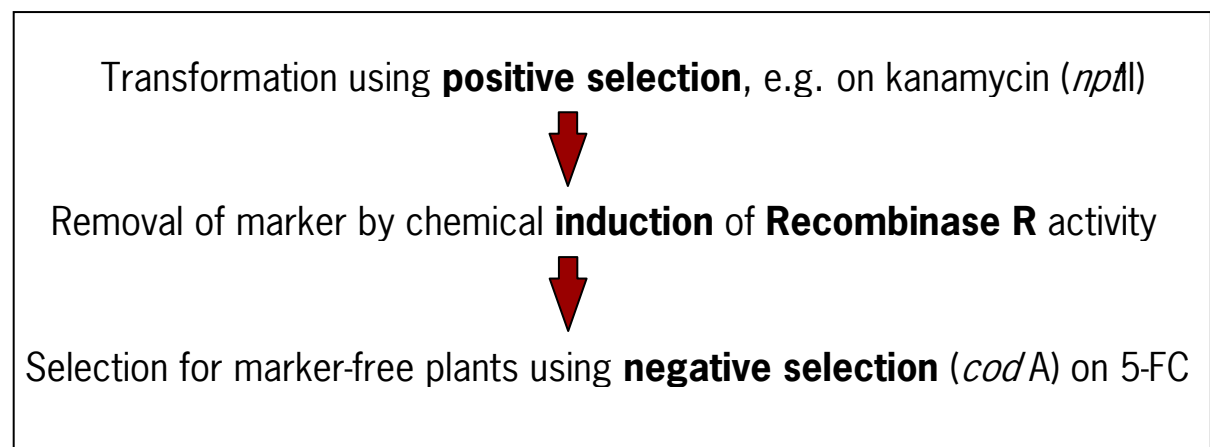 Transformation using positive selection, e.g. on kanamycin (nptII)
Removal of marker by chemical induction of Recombinase R activity
Selection for marker-free plants using negative selection (cod A) on 5-FC